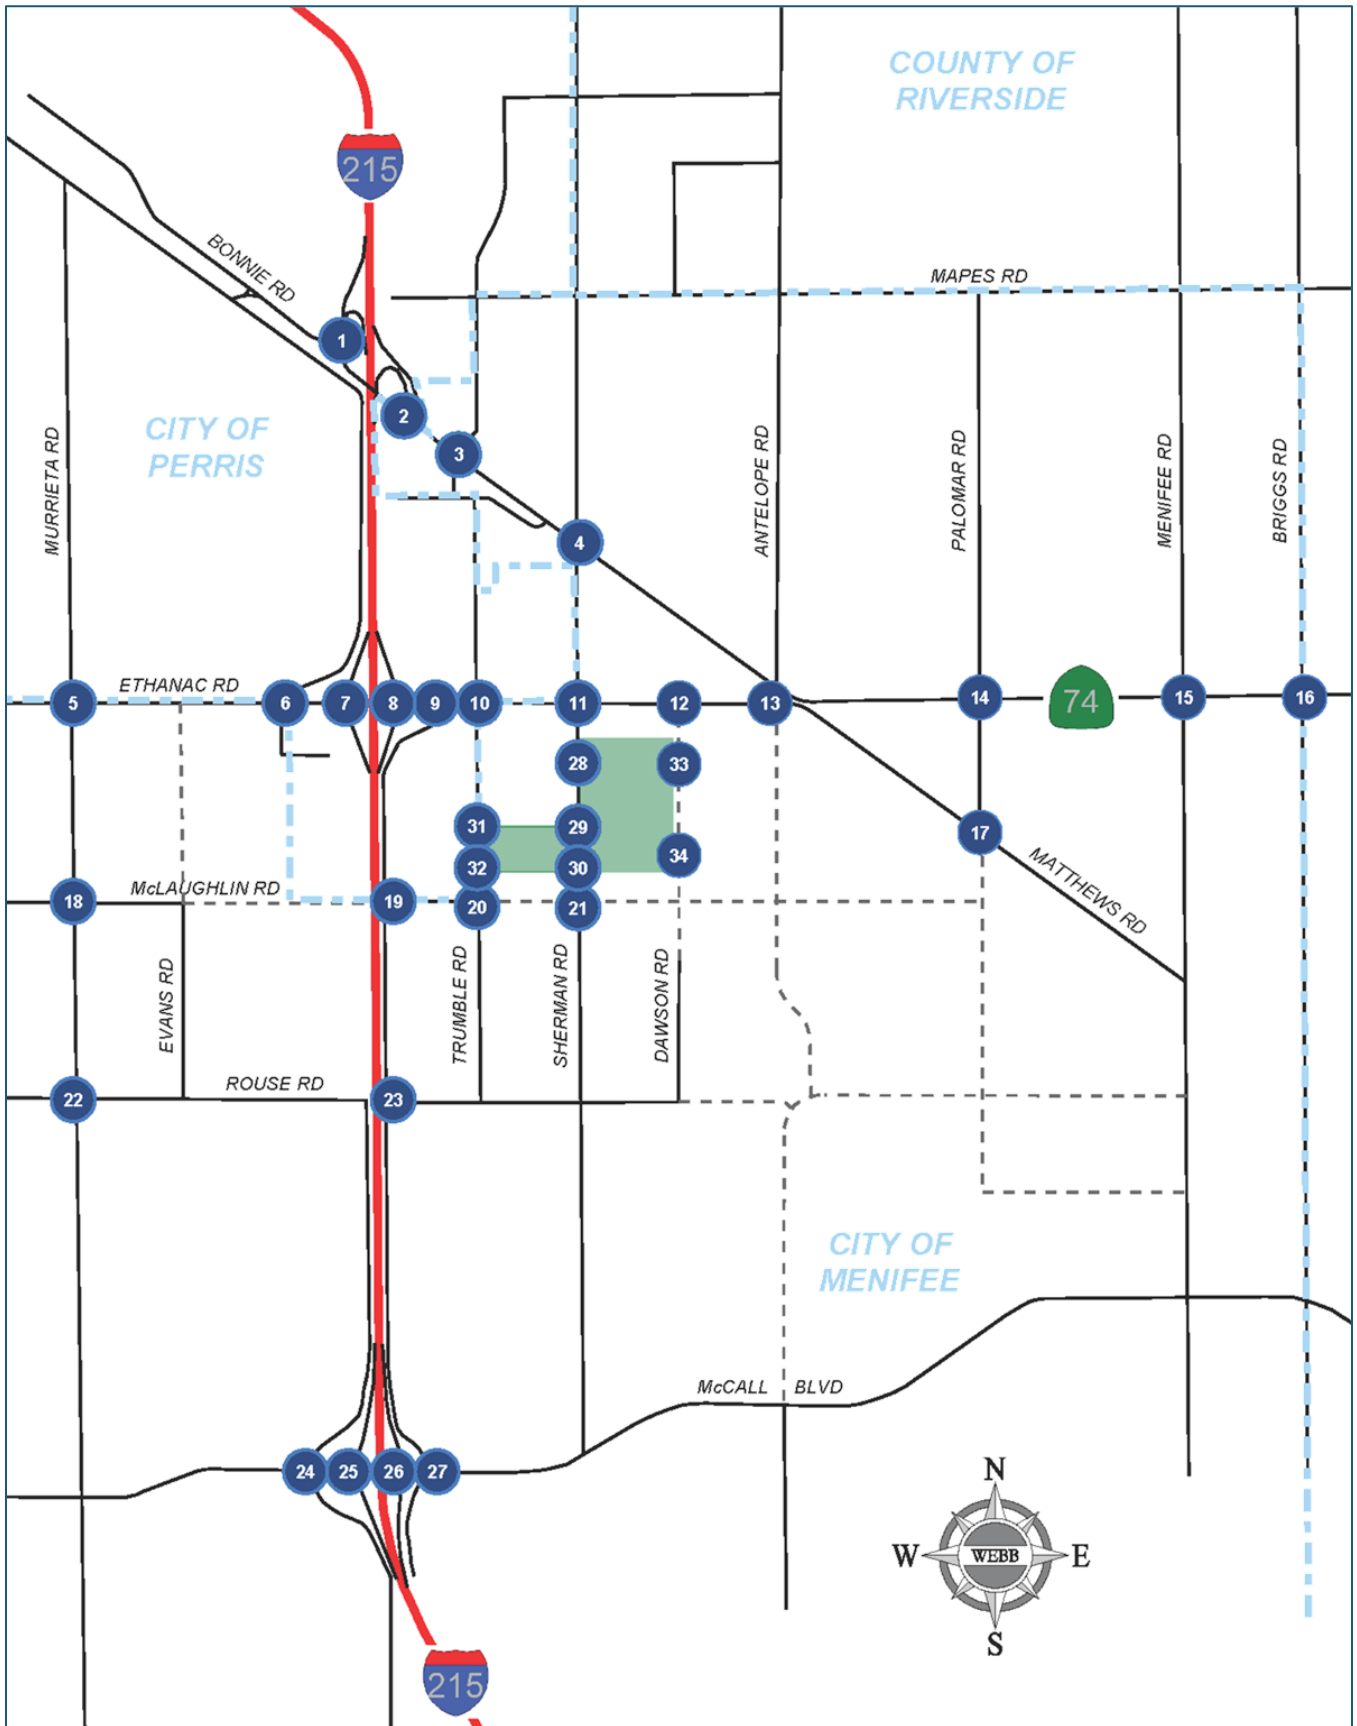 COUNTY OF
RIVERSIDE
215
BONNIE RD
MAPES RD
1
2
CITY OF
PERRIS
3
MURRIETA RD
ANTELOPE RD
PALOMAR RD
MENIFEE RD
BRIGGS RD
4
ETHANAC RD
5
6
7
8
9
10
11
12
13
14
74
15
16
28
33
31
29
17
34
32
30
McLAUGHLIN RD
MATTHEWS RD
18
19
20
21
EVANS RD
TRUMBLE RD
SHERMAN RD
DAWSON RD
ROUSE RD
22
23
CITY OF
MENIFEE
McCALL BLVD
24
25
26
27
N
W
WEBB
E
S
215